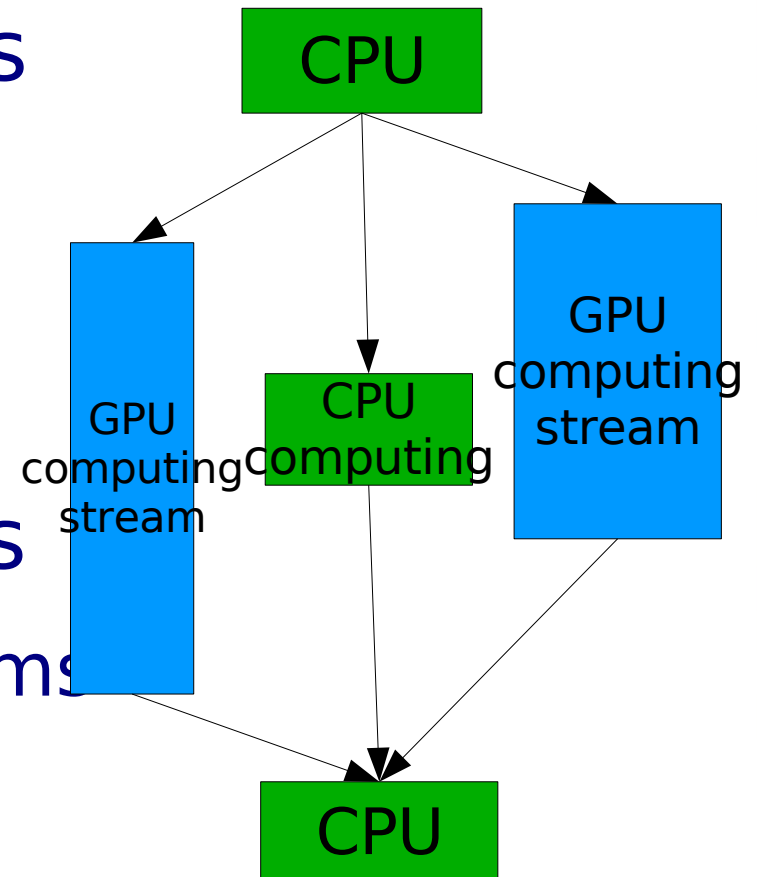 CPU
GPU
computing
stream
CPU
computing
GPU
computing
stream
CPU